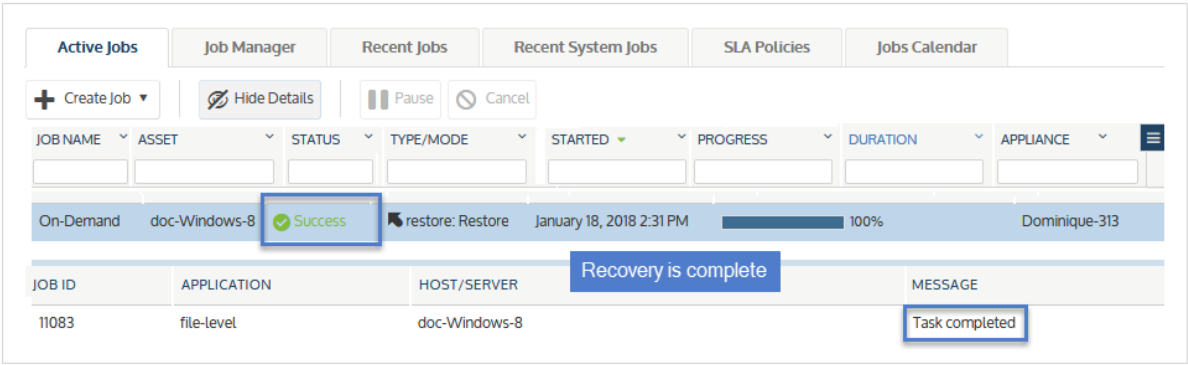 Active Jobs Job Manager Recent Jobs Recent System Jobs SLA Policies Jobs Calendar
Create Job Hide Details Pause Cancel
JOB NAME ASSET STATUS TYPE/MODE STARTED PROGRESS DURATION APPLIANCE
On-Demand doc-Windows-8 Success restore: Restore January 18, 2018 2:31 PM 100% Dominique-313
Recovery is complete
JOB ID APPLICATION HOST/SERVER MESSAGE
11083 file-level doc-Windows-8 Task completed